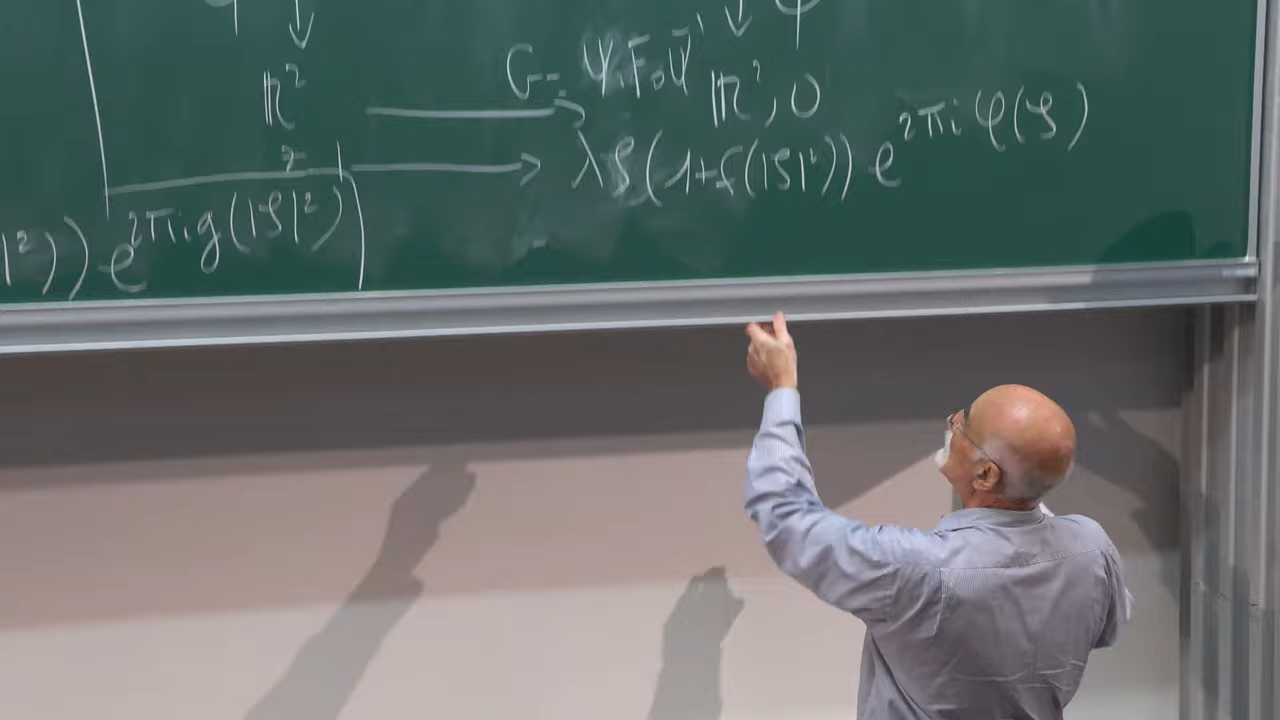 G = Ψ∘F∘Ψ⁻¹
ℝ² ⟶ ℝ², 0
z ⟶ λζ(1+f(|ζ|²)) e^{2πi φ(ζ)}
|²)) e^{2πi g(|ζ|²)}